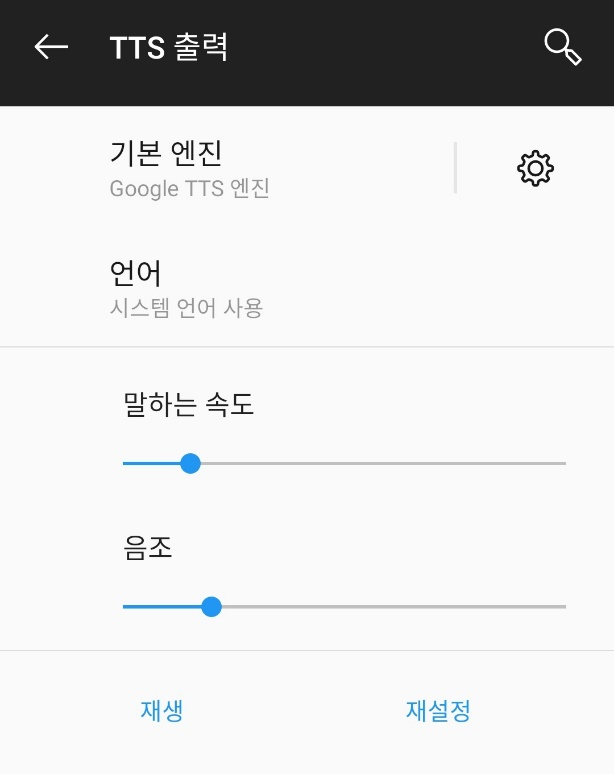 TTS 출력
기본 엔진
Google TTS 엔진
언어
시스템 언어 사용
말하는 속도
음조
재생
재설정